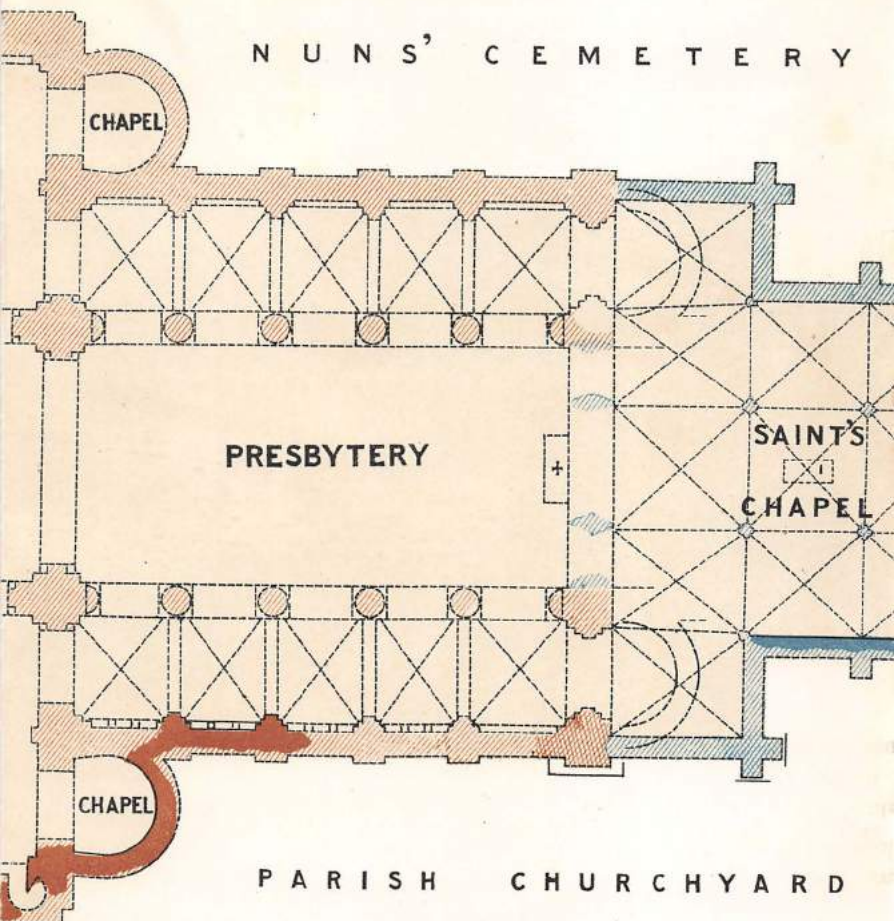 NUNS' CEMETERY
CHAPEL
PRESBYTERY
SAINT'S
CHAPEL
CHAPEL
PARISH CHURCHYARD